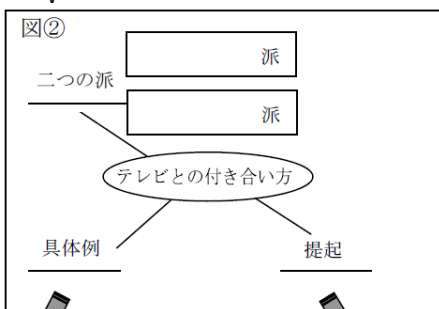 図②
派
二つの派
派
テレビとの付き合い方
具体例
提起